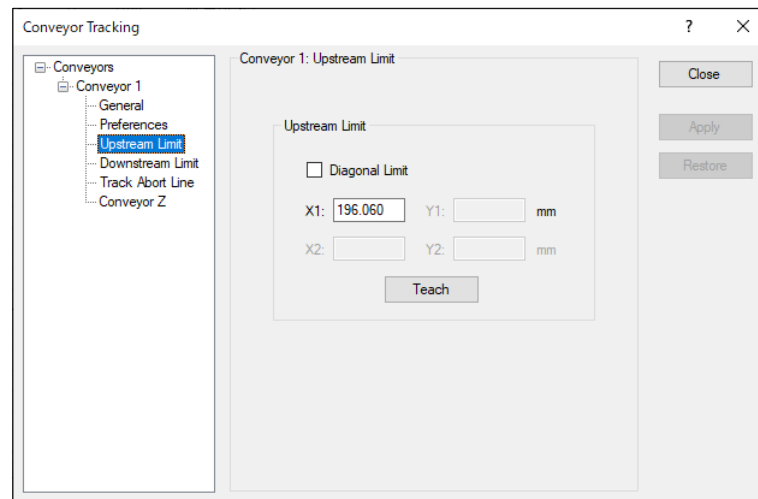 Conveyor Tracking
? X
Conveyors
Conveyor 1
General
Preferences
Upstream Limit
Downstream Limit
Track Abort Line
Conveyor Z
Conveyor 1: Upstream Limit
Upstream Limit
Diagonal Limit
X1: 196.060 Y1: mm
X2: Y2: mm
Teach
Close
Apply
Restore